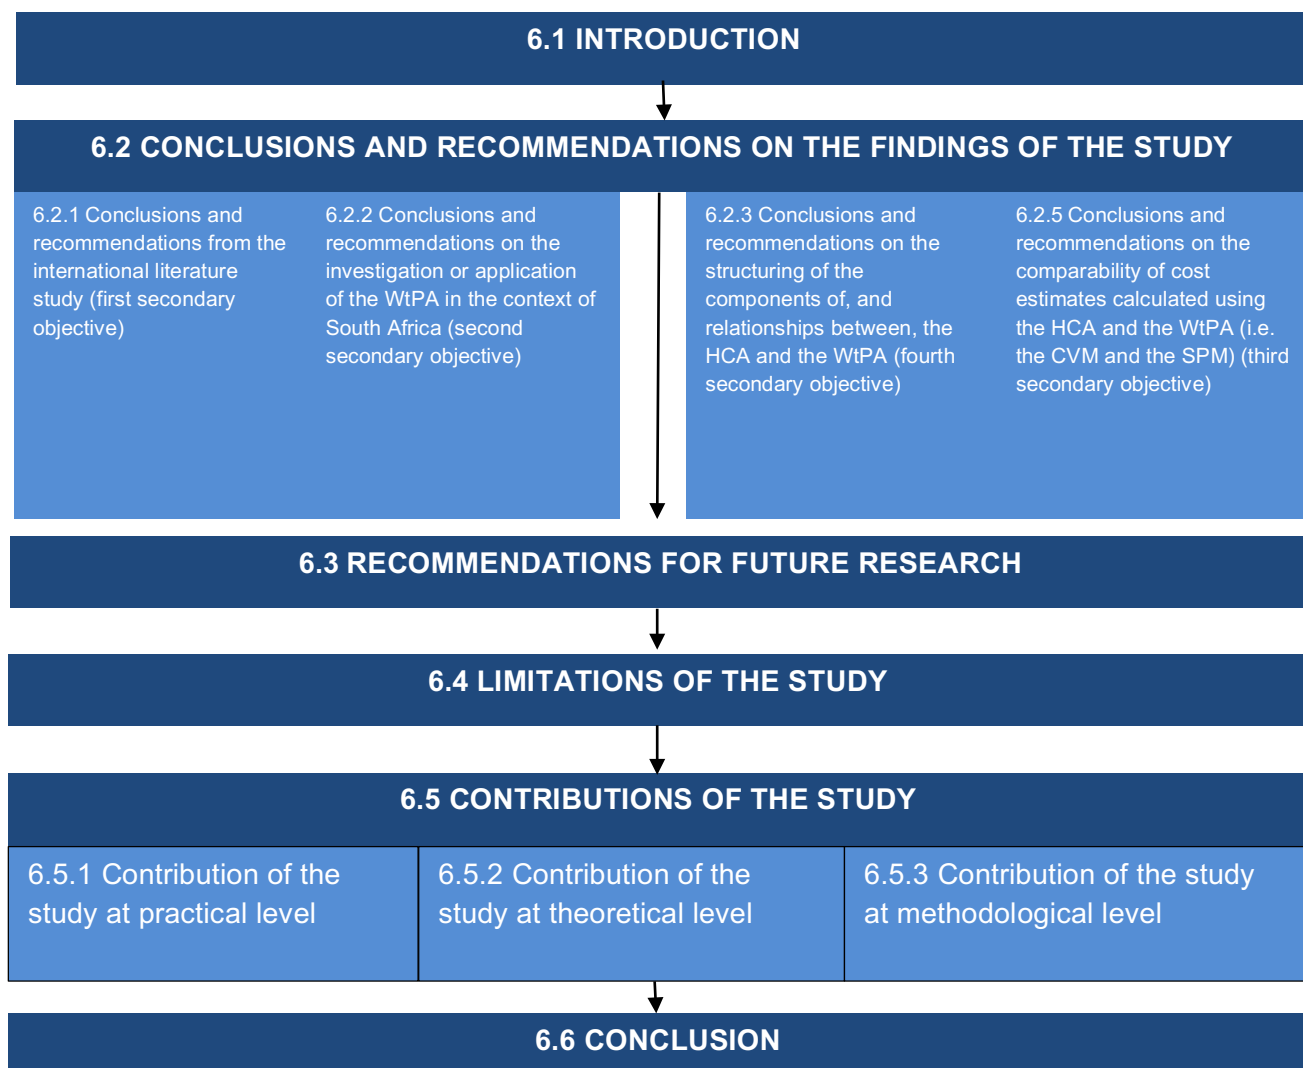 6.1 INTRODUCTION
6.2 CONCLUSIONS AND RECOMMENDATIONS ON THE FINDINGS OF THE STUDY
6.2.1 Conclusions and
recommendations from the
international literature
study (first secondary
objective)
6.2.2 Conclusions and
recommendations on the
investigation or application
of the WtPA in the context of
South Africa (second
secondary objective)
6.2.3 Conclusions and
recommendations on the
structuring of the
components of, and
relationships between, the
HCA and the WtPA (fourth
secondary objective)
6.2.5 Conclusions and
recommendations on the
comparability of cost
estimates calculated using
the HCA and the WtPA (i.e.
the CVM and the SPM) (third
secondary objective)
6.3 RECOMMENDATIONS FOR FUTURE RESEARCH
6.4 LIMITATIONS OF THE STUDY
6.5 CONTRIBUTIONS OF THE STUDY
6.5.1 Contribution of the
study at practical level
6.5.2 Contribution of the
study at theoretical level
6.5.3 Contribution of the study
at methodological level
6.6 CONCLUSION